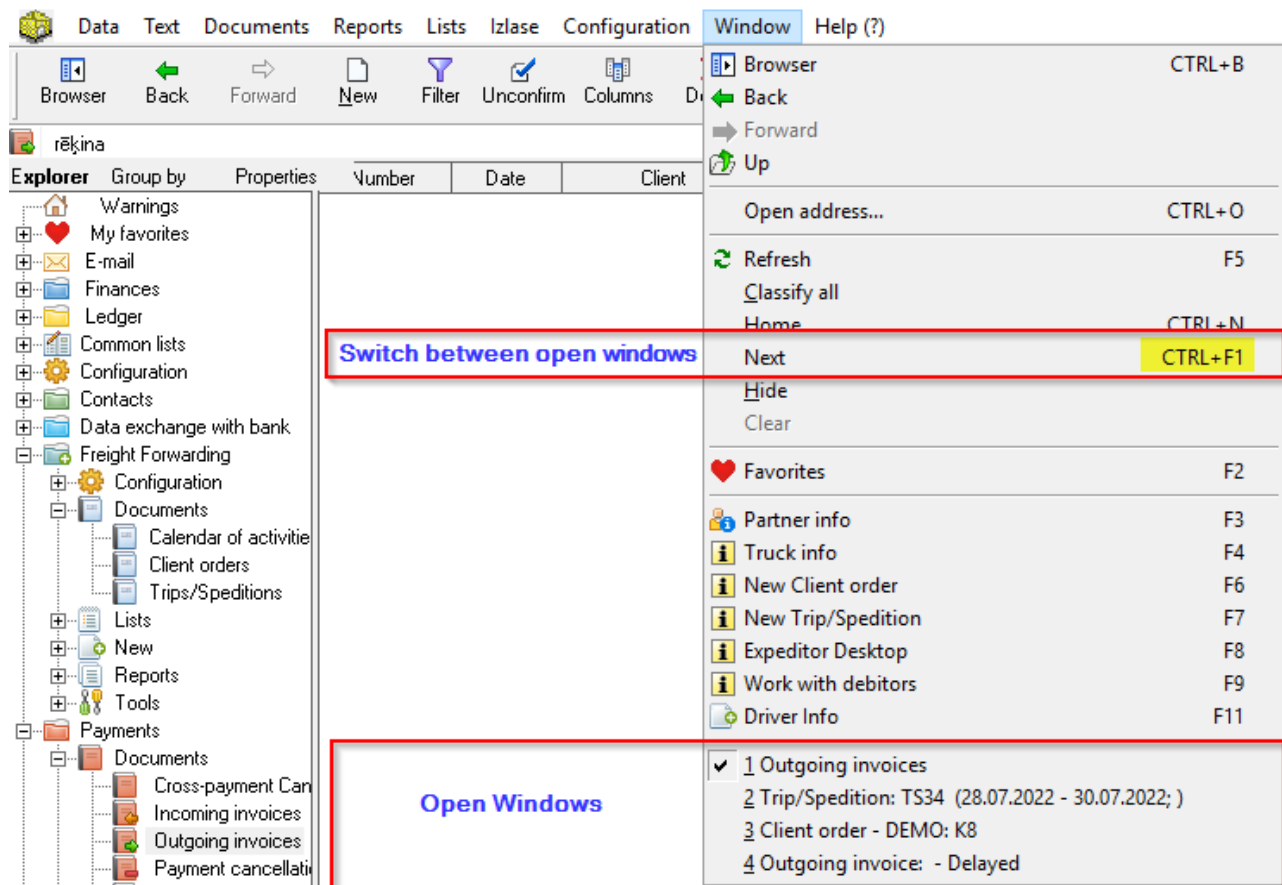 Data Text Documents Reports Lists Izlase Configuration Window Help (?)
Browser Back Forward New Filter Unconfirm Columns
rēķina
Explorer Group by Properties
Number Date Client
Warnings
My favorites
E-mail
Finances
Ledger
Common lists
Configuration
Contacts
Data exchange with bank
Freight Forwarding
Configuration
Documents
Calendar of activitie
Client orders
Trips/Speditions
Lists
New
Reports
Tools
Payments
Documents
Cross-payment Can
Incoming invoices
Outgoing invoices
Payment cancellati
Switch between open windows
Open Windows
Browser CTRL+B
Back
Forward
Up
Open address... CTRL+O
Refresh F5
Classify all
Home CTRL+N
Next CTRL+F1
Hide
Clear
Favorites F2
Partner info F3
Truck info F4
New Client order F6
New Trip/Spedition F7
Expeditor Desktop F8
Work with debitors F9
Driver Info F11
1 Outgoing invoices
2 Trip/Spedition: TS34 (28.07.2022 - 30.07.2022; )
3 Client order - DEMO: K8
4 Outgoing invoice: - Delayed